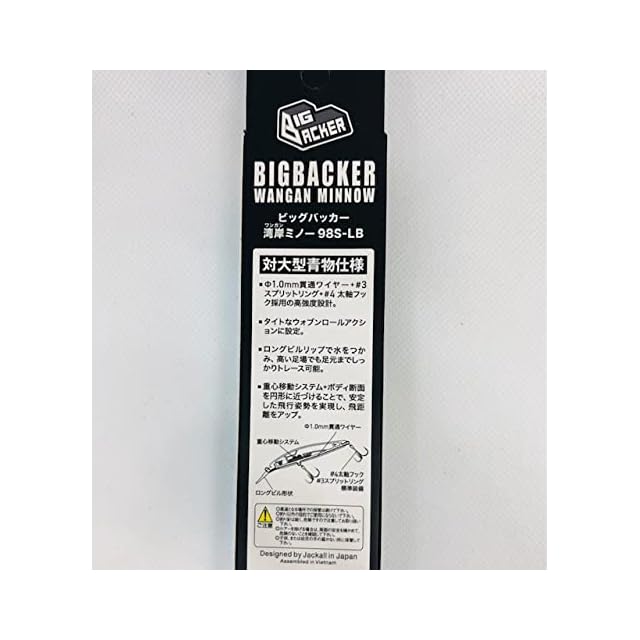 BIG
BACKER
BIGBACKER
WANGAN MINNOW
ビッグバッカー
ワンガン
湾岸ミノー 98S-LB
対大型青物仕様
・Φ1.0mm貫通ワイヤー+#3
スプリットリング+#4 太軸フッ
ク採用の高強度設計。
・タイトなウォブンロールアクシ
ョンに設定。
・ロングビルリップで水をつか
み、高い足場でも足元までしっ
かりトレース可能。
・重心移動システム+ボディ断面
を円形に近づけることで、安定
した飛行姿勢を実現し、飛距
離をアップ。
Φ1.0mm貫通ワイヤー
重心移動システム
#4太軸フック
#3スプリットリング
標準装備
ロングビル形状
ご注意
Designed by Jackall in Japan
Assembled in Vietnam